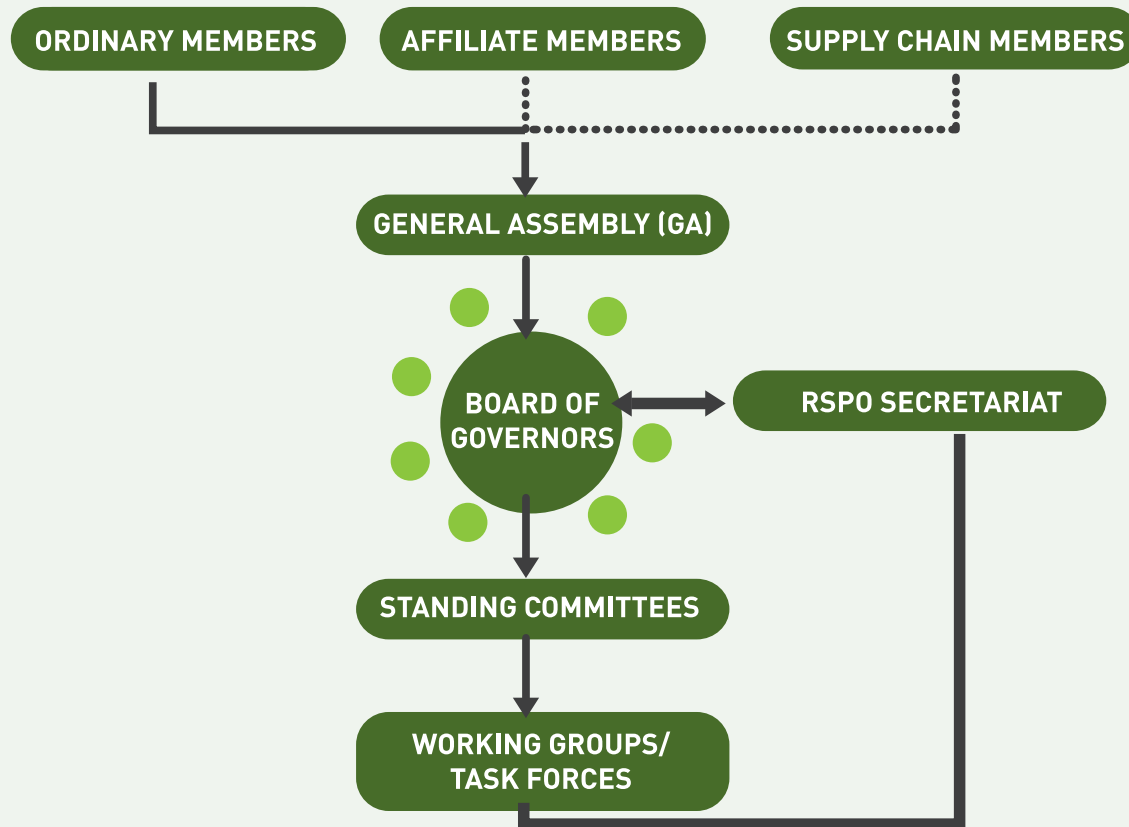 ORDINARY MEMBERS
AFFILIATE MEMBERS
SUPPLY CHAIN MEMBERS
GENERAL ASSEMBLY (GA)
BOARD OF
GOVERNORS
RSPO SECRETARIAT
STANDING COMMITTEES
WORKING GROUPS/
TASK FORCES